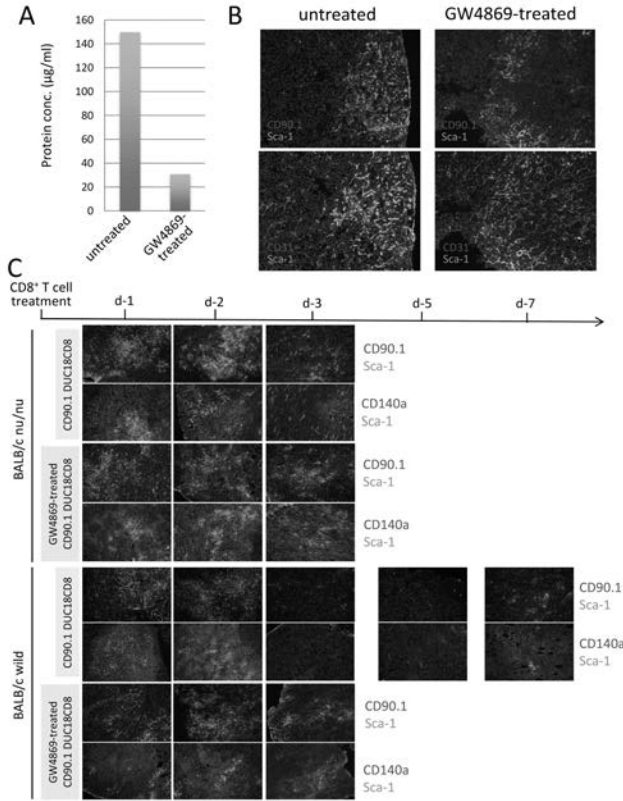 A
Protein conc. (µg/ml)
160
140
120
100
80
60
40
20
0
untreated
GW4869-
treated
B
untreated
GW4869-treated
CD90.1
Sca-1
CD90.1
Sca-1
CD31
Sca-1
CD31
Sca-1
C
CD8⁺ T cell
treatment
d-1
d-2
d-3
d-5
d-7
BALB/c nu/nu
CD90.1 DUC18CD8
CD90.1
Sca-1
CD140a
Sca-1
GW4869-treated
CD90.1 DUC18CD8
CD90.1
Sca-1
CD140a
Sca-1
BALB/c wild
CD90.1 DUC18CD8
CD90.1
Sca-1
CD140a
Sca-1
GW4869-treated
CD90.1 DUC18CD8
CD90.1
Sca-1
CD140a
Sca-1